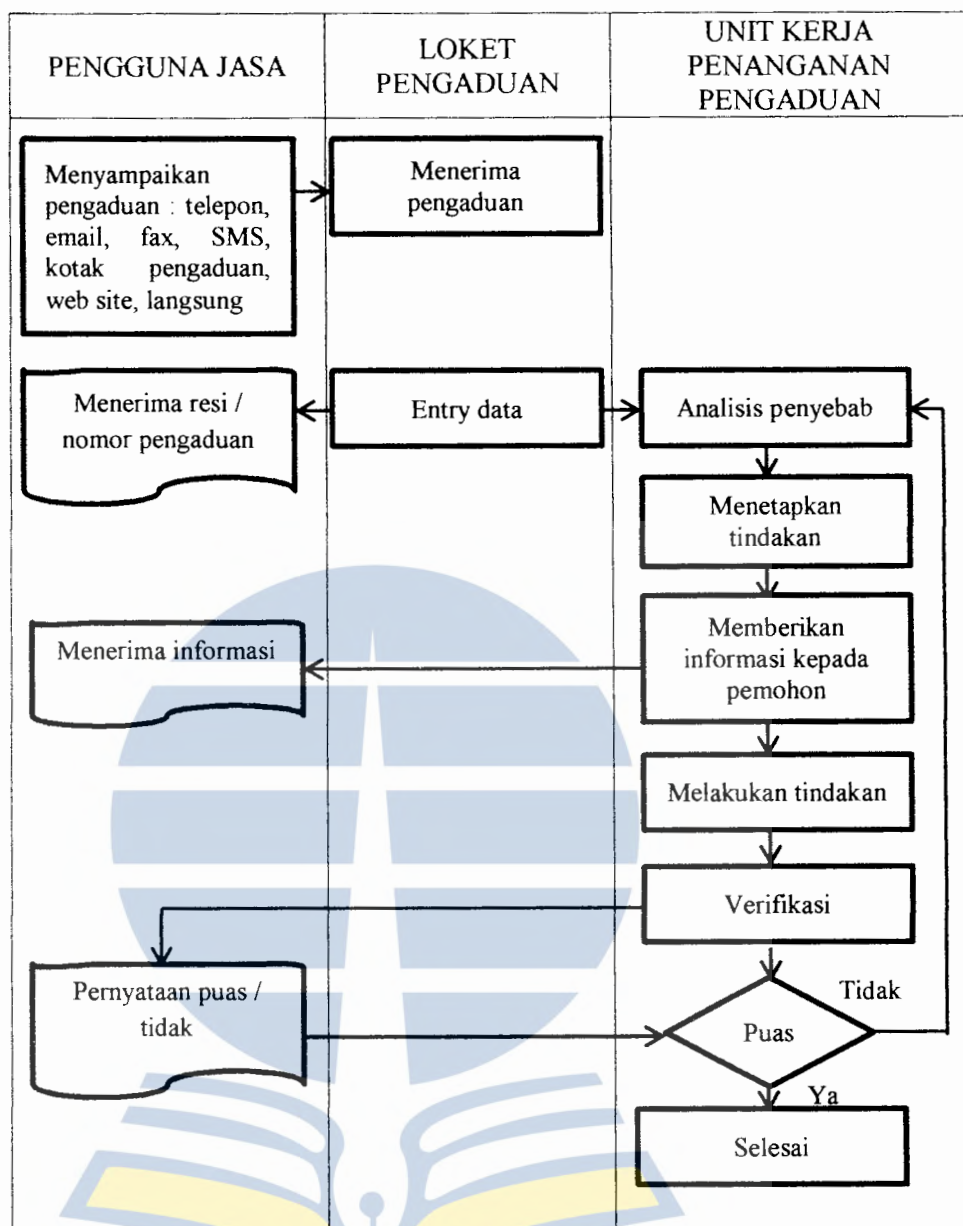 PENGGUNA JASA
LOKET
PENGADUAN
UNIT KERJA
PENANGANAN
PENGADUAN
Menyampaikan
pengaduan : telepon,
email, fax, SMS,
kotak pengaduan,
web site, langsung
Menerima
pengaduan
Menerima resi /
nomor pengaduan
Entry data
Analisis penyebab
Menetapkan
tindakan
Menerima informasi
Memberikan
informasi kepada
pemohon
Melakukan tindakan
Verifikasi
Pernyataan puas /
tidak
Puas
Tidak
Ya
Selesai